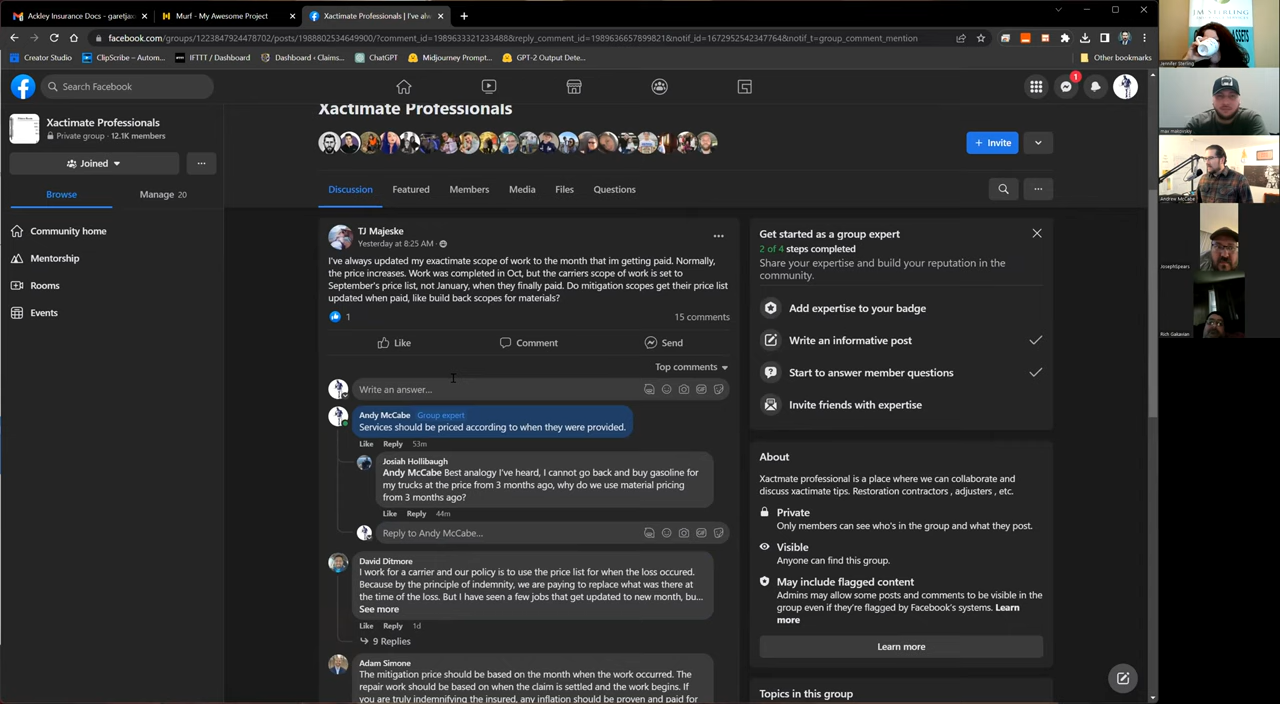 Ackley Insurance Docs - garetjax
Murf - My Awesome Project
Xactimate Professionals | I've alw
facebook.com/groups/1223847924478702/posts/1988802534649900/?comment_id=1989633312334889&reply_comment_id=1989636657899821&notif_id=1672955423477648&notif_t=group_comment_mention
Creator Studio
ClipScribe – Autom...
IFTTT / Dashboard
Dashboard - Claims...
ChatGPT
Midjourney Prompt...
GPT-2 Output Dete...
Other bookmarks
Search Facebook
1
Xactimate Professionals
Private group · 12.1K members
Joined
Browse
Manage 20
Community home
Mentorship
Rooms
Events
Xactimate Professionals
+ Invite
Discussion
Featured
Members
Media
Files
Questions
TJ Majeske
Yesterday at 8:25 AM ·
I've always updated my exactimate scope of work to the month that im getting paid. Normally,
the price increases. Work was completed in Oct, but the carriers scope of work is set to
September's price list, not January, when they finally paid. Do mitigation scopes get their price list
updated when paid, like build back scopes for materials?
1
15 comments
Like
Comment
Send
Top comments
Write an answer...
Andy McCabe Group expert
Services should be priced according to when they were provided.
Like Reply 53m
Josiah Hollibaugh
Andy McCabe Best analogy I've heard, I cannot go back and buy gasoline for
my trucks at the price from 3 months ago, why do we use material pricing
from 3 months ago?
Like Reply 44m
Reply to Andy McCabe...
David Ditmore
I work for a carrier and our policy is to use the price list for when the loss occured.
Because by the principle of indemnity, we are paying to replace what was there at
the time of the loss. But I have seen a few jobs that get updated to new month, bu...
See more
Like Reply 1d
9 Replies
Adam Simone
The mitigation price should be based on the month when the work occurred. The
repair work should be based on when the claim is settled and the work begins. If
you are truly indemnifying the insured, any inflation should be proven and paid for
Get started as a group expert
2 of 4 steps completed
Share your expertise and build your reputation in the
community.
Add expertise to your badge
Write an informative post
Start to answer member questions
Invite friends with expertise
About
Xactmate professional is a place where we can collaborate and
discuss xactimate tips. Restoration contractors , adjusters , etc.
Private
Only members can see who's in the group and what they post.
Visible
Anyone can find this group.
May include flagged content
Admins may allow some posts and comments to be visible in the
group even if they're flagged by Facebook's systems. Learn
more
Learn more
Topics in this group
JM STERLING
Jennifer Sterling
Andrew McCabe
JosephSpears